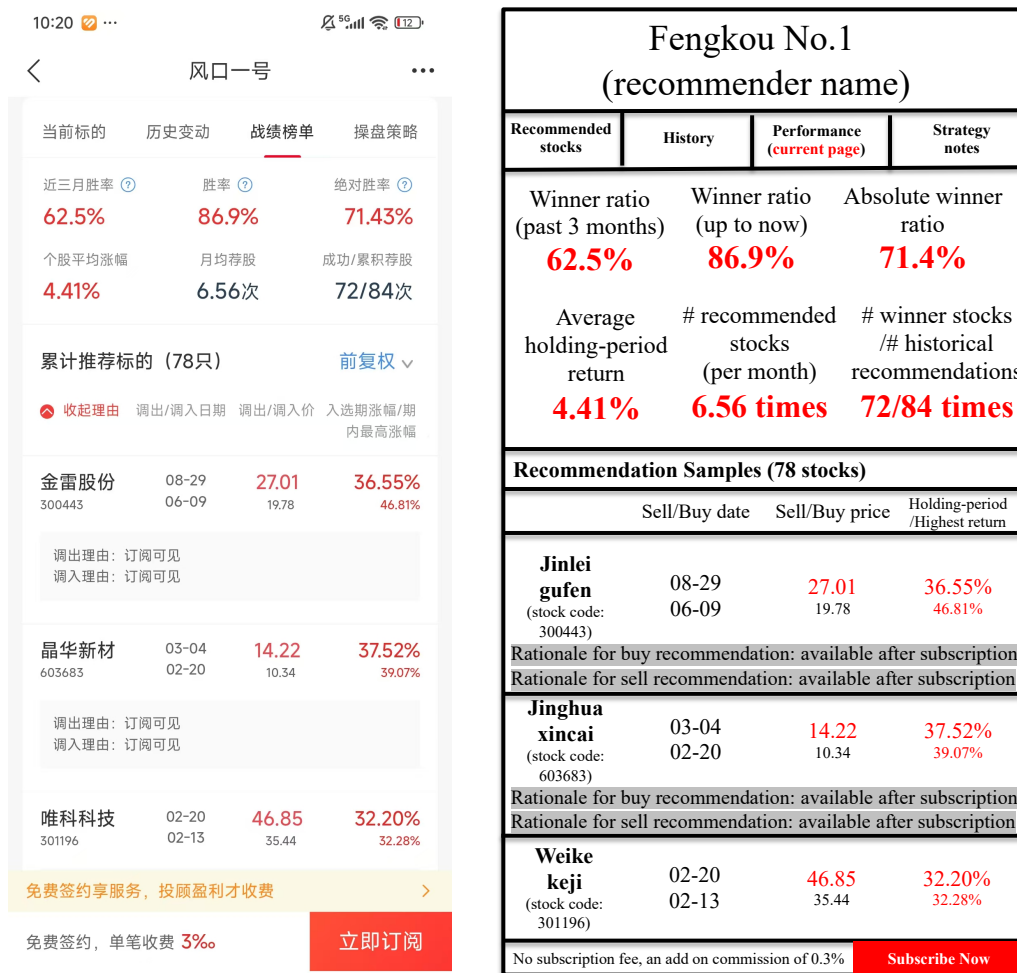 10:20 ...
5G 12
风口一号 ...
当前标的 历史变动 战绩榜单 操盘策略
近三月胜率 ? 胜率 ? 绝对胜率 ?
62.5% 86.9% 71.43%
个股平均涨幅 月均荐股 成功/累积荐股
4.41% 6.56次 72/84次
累计推荐标的（78只） 前复权
收起理由 调出/调入日期 调出/调入价 入选期涨幅/期
内最高涨幅
金雷股份 08-29 27.01 36.55%
300443 06-09 19.78 46.81%
调出理由：订阅可见
调入理由：订阅可见
晶华新材 03-04 14.22 37.52%
603683 02-20 10.34 39.07%
调出理由：订阅可见
调入理由：订阅可见
唯科科技 02-20 46.85 32.20%
301196 02-13 35.44 32.28%
免费签约享服务，投顾盈利才收费
免费签约，单笔收费 3‰ 立即订阅
Fengkou No.1
(recommender name)
Recommended
stocks
History
Performance
(current page)
Strategy
notes
Winner ratio
(past 3 months)
62.5%
Winner ratio
(up to now)
86.9%
Absolute winner
ratio
71.4%
Average
holding-period
return
4.41%
# recommended
stocks
(per month)
6.56 times
# winner stocks
/# historical
recommendations
72/84 times
Recommendation Samples (78 stocks)
Sell/Buy date Sell/Buy price Holding-period
/Highest return
Jinlei
gufen
(stock code:
300443)
08-29 27.01 36.55%
06-09 19.78 46.81%
Rationale for buy recommendation: available after subscription
Rationale for sell recommendation: available after subscription
Jinghua
xincai
(stock code:
603683)
03-04 14.22 37.52%
02-20 10.34 39.07%
Rationale for buy recommendation: available after subscription
Rationale for sell recommendation: available after subscription
Weike
keji
(stock code:
301196)
02-20 46.85 32.20%
02-13 35.44 32.28%
No subscription fee, an add on commission of 0.3% Subscribe Now